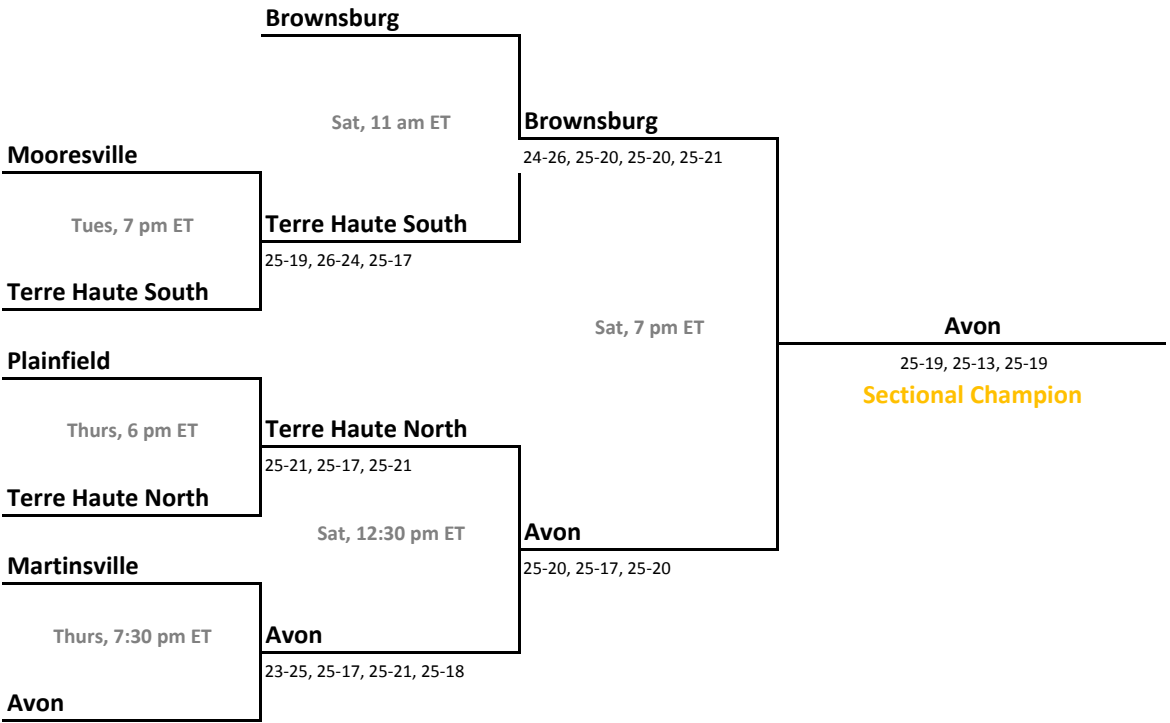 Brownsburg
Sat, 11 am ET
Brownsburg
24-26, 25-20, 25-20, 25-21
Mooresville
Tues, 7 pm ET
Terre Haute South
25-19, 26-24, 25-17
Terre Haute South
Sat, 7 pm ET
Avon
25-19, 25-13, 25-19
Sectional Champion
Plainfield
Thurs, 6 pm ET
Terre Haute North
25-21, 25-17, 25-21
Terre Haute North
Sat, 12:30 pm ET
Avon
25-20, 25-17, 25-20
Martinsville
Thurs, 7:30 pm ET
Avon
23-25, 25-17, 25-21, 25-18
Avon